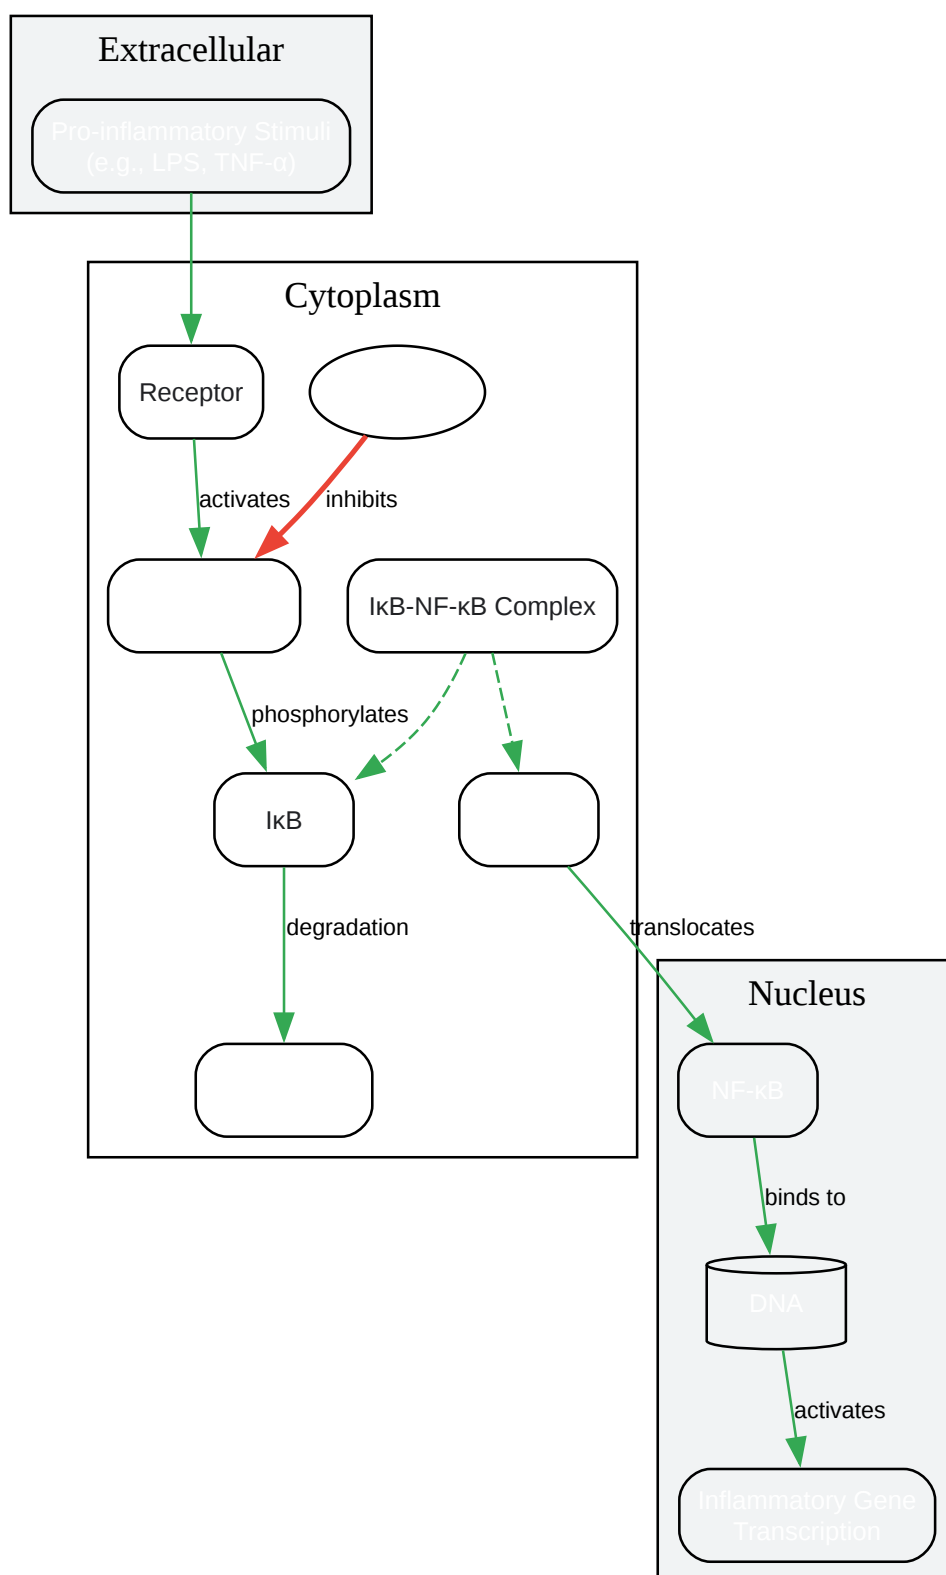 Extracellular
Pro-inflammatory Stimuli
(e.g., LPS, TNF-α)
Cytoplasm
Receptor
activates
inhibits
IκB-NF-κB Complex
phosphorylates
IκB
degradation
translocates
Nucleus
NF-κB
binds to
DNA
activates
Inflammatory Gene
Transcription